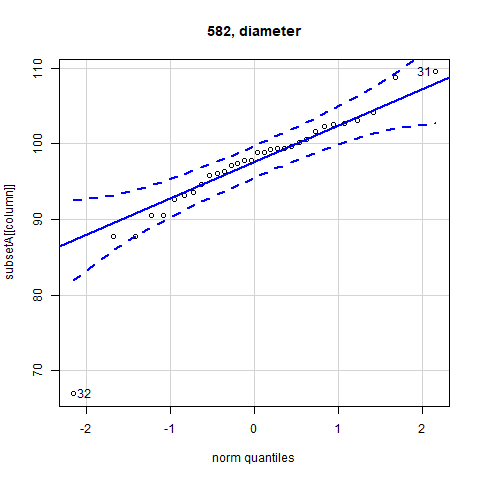 582, diameter
subsetA[[column]]
110
100
90
80
70
31
32
-2 -1 0 1 2
norm quantiles